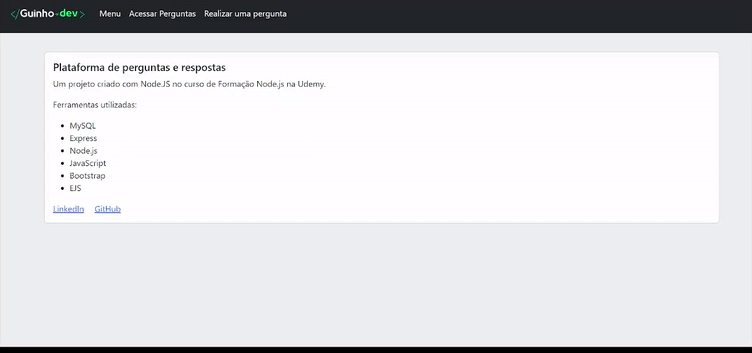 </Guinho-dev>
Menu Acessar Perguntas Realizar uma pergunta
Plataforma de perguntas e respostas
Um projeto criado com Node.JS no curso de Formação Node.js na Udemy.
Ferramentas utilizadas:
MySQL
Express
Node.js
JavaScript
Bootstrap
EJS
LinkedIn GitHub